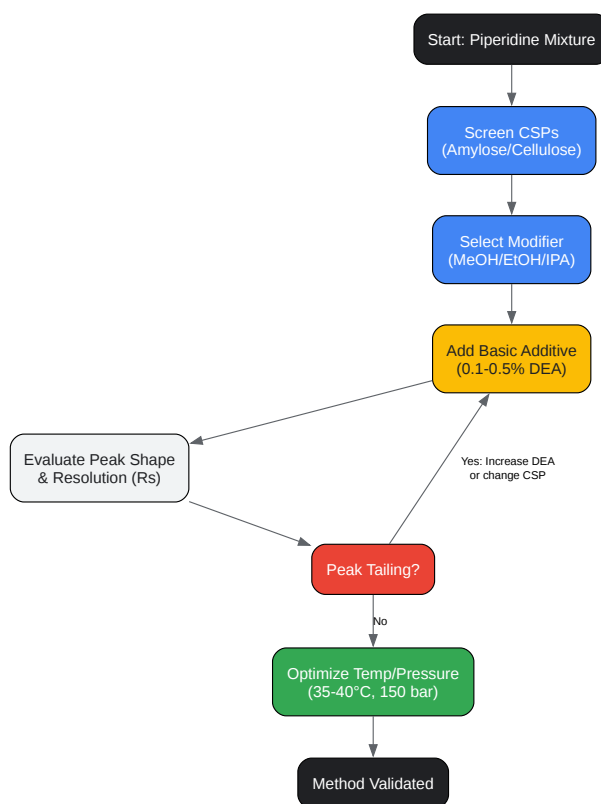 Start: Piperidine Mixture
Screen CSPs
(Amylose/Cellulose)
Select Modifier
(MeOH/EtOH/IPA)
Add Basic Additive
(0.1-0.5% DEA)
Evaluate Peak Shape
& Resolution (Rs)
Yes: Increase DEA
or change CSP
Peak Tailing?
No
Optimize Temp/Pressure
(35-40°C, 150 bar)
Method Validated